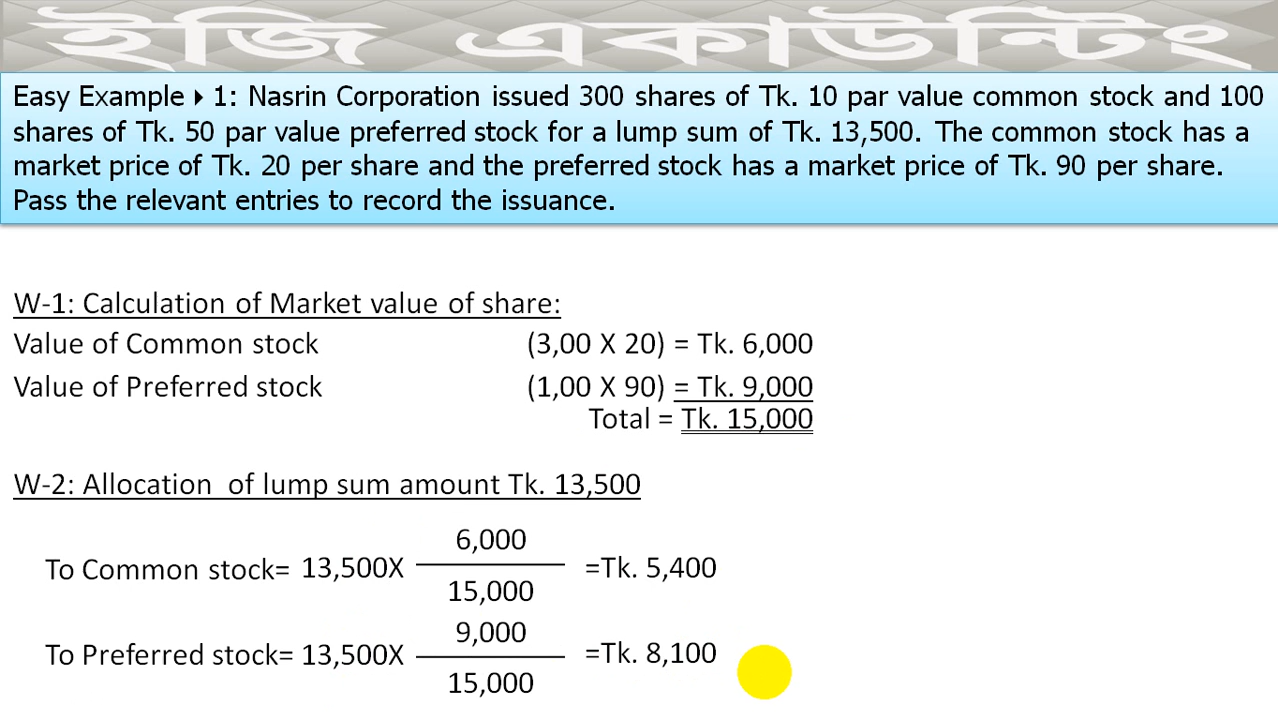 ইজি একাউন্টিং
Easy Example 1: Nasrin Corporation issued 300 shares of Tk. 10 par value common stock and 100
shares of Tk. 50 par value preferred stock for a lump sum of Tk. 13,500. The common stock has a
market price of Tk. 20 per share and the preferred stock has a market price of Tk. 90 per share.
Pass the relevant entries to record the issuance.
W-1: Calculation of Market value of share:
Value of Common stock (3,00 X 20) = Tk. 6,000
Value of Preferred stock (1,00 X 90) = Tk. 9,000
Total = Tk. 15,000
W-2: Allocation of lump sum amount Tk. 13,500
6,000
To Common stock= 13,500X =Tk. 5,400
15,000
9,000
To Preferred stock= 13,500X =Tk. 8,100
15,000